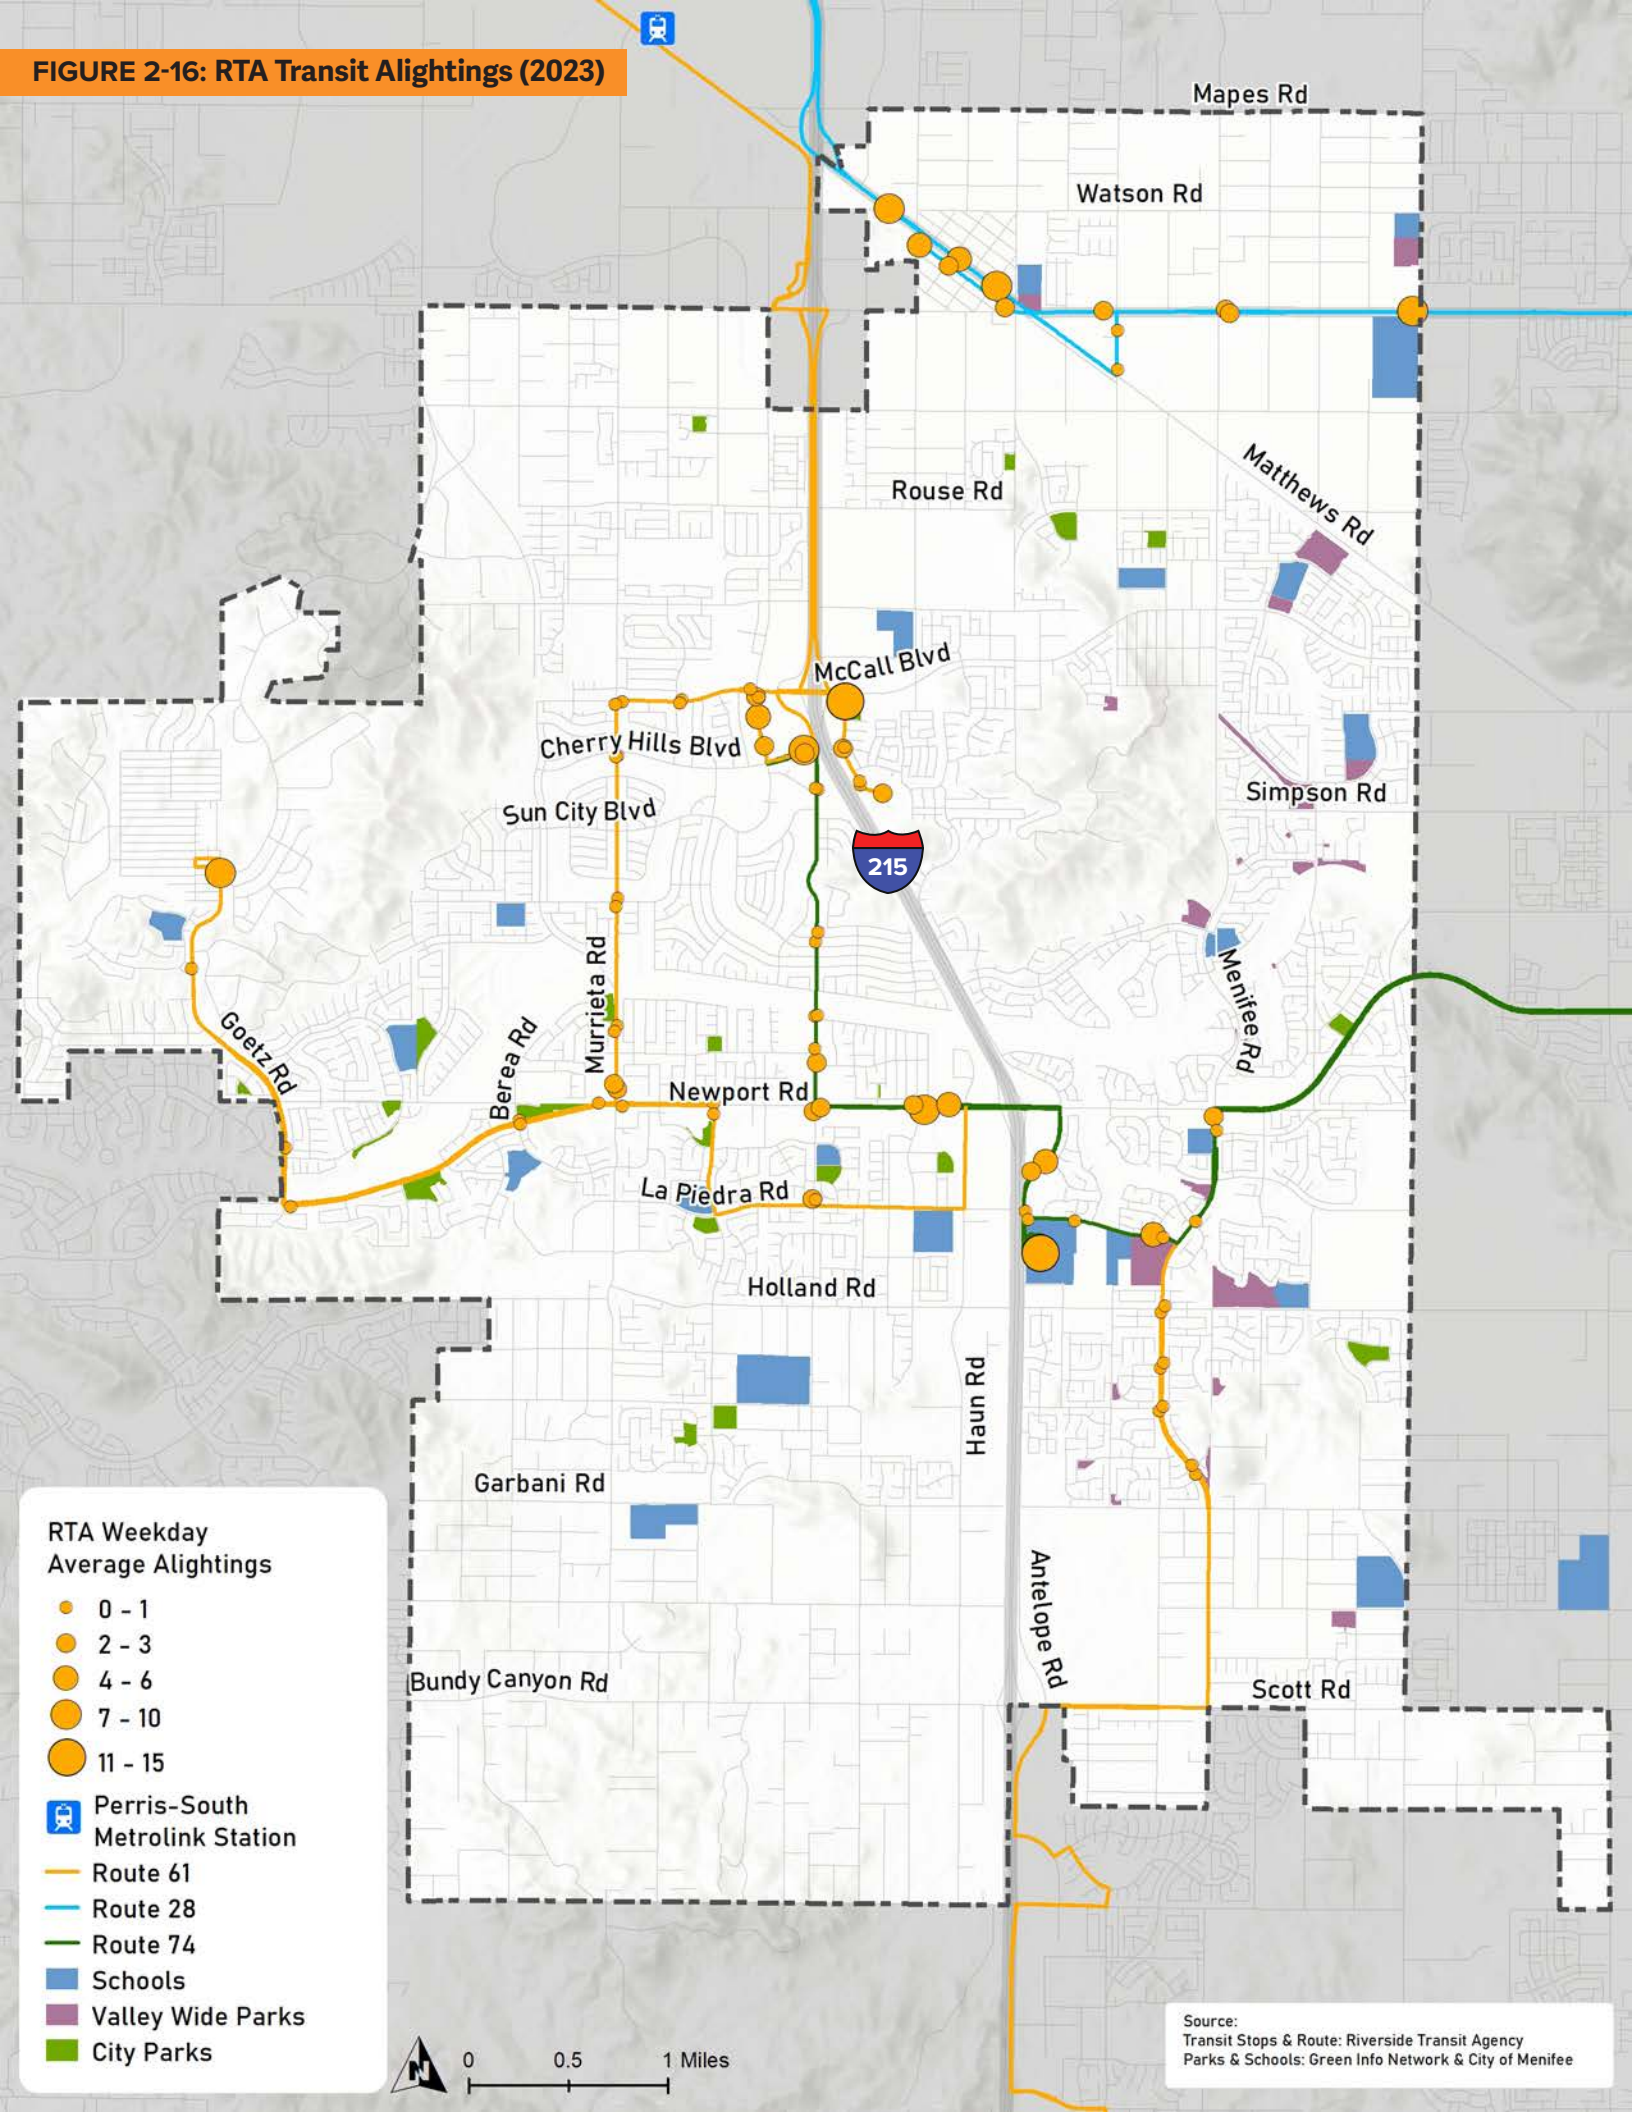 FIGURE 2-16: RTA Transit Alightings (2023)
Mapes Rd
Watson Rd
Matthews Rd
Rouse Rd
McCall Blvd
Cherry Hills Blvd
Simpson Rd
Sun City Blvd
215
Menifee Rd
Murrieta Rd
Goetz Rd
Berea Rd
Newport Rd
La Piedra Rd
Holland Rd
Haun Rd
Garbani Rd
Antelope Rd
Bundy Canyon Rd
Scott Rd
RTA Weekday
Average Alightings
0 - 1
2 - 3
4 - 6
7 - 10
11 - 15
Perris-South
Metrolink Station
Route 61
Route 28
Route 74
Schools
Valley Wide Parks
City Parks
N
0 0.5 1 Miles
Source:
Transit Stops & Route: Riverside Transit Agency
Parks & Schools: Green Info Network & City of Menifee